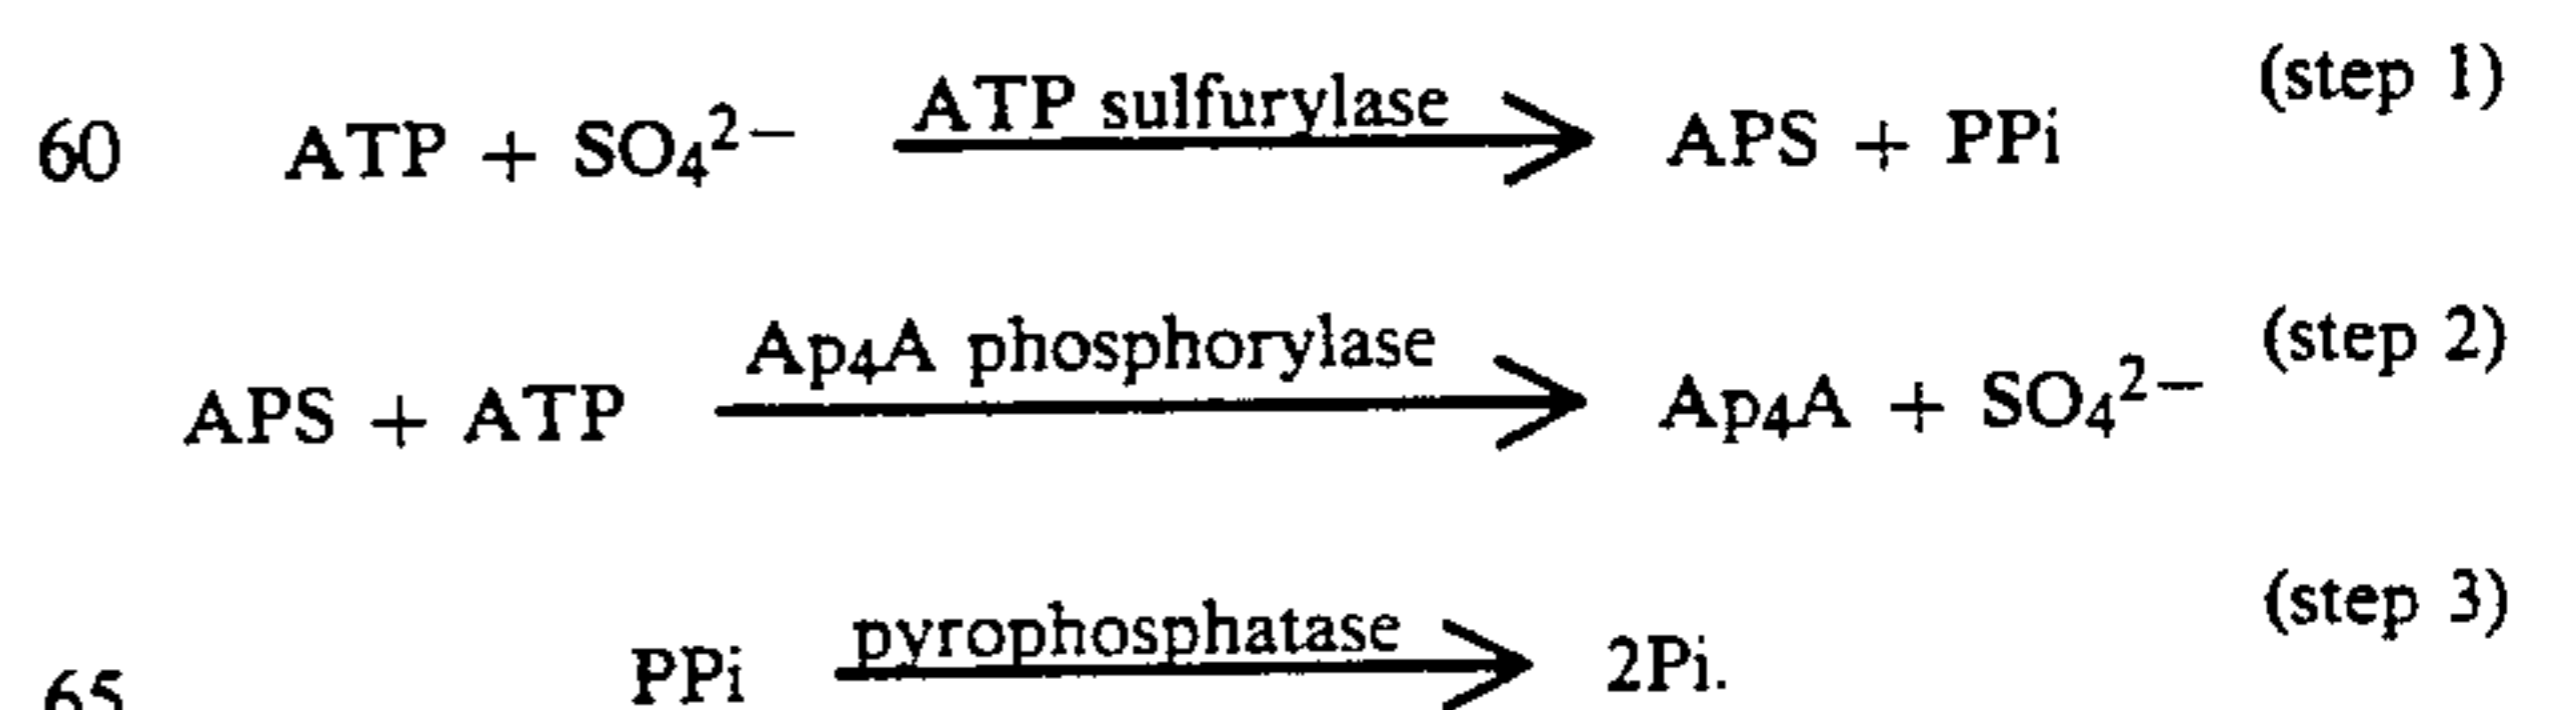 (step 1)
60 ATP + SO₄²⁻ ATP sulfurylase APS + PPi
(step 2)
APS + ATP Ap₄A phosphorylase Ap₄A + SO₄²⁻
(step 3)
PPi pyrophosphatase 2Pi.
65